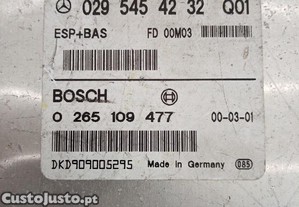 029 545 42 32 Q01
ESP+BAS FD 00M03
BOSCH
0 265 109 477 00-03-01
DKD909005295 Made in Germany 085
CustoJusto.pt